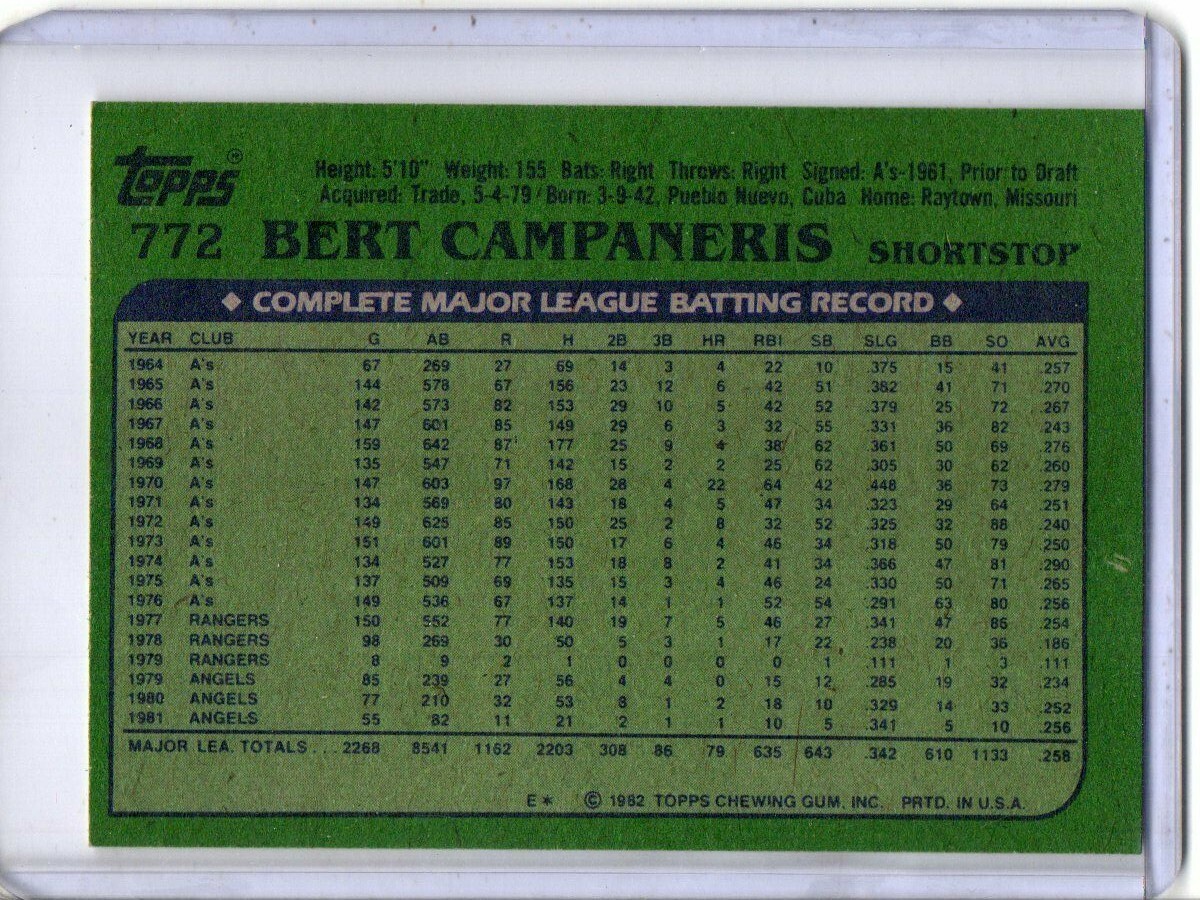 Topps ®
Height: 5'10" Weight: 155 Bats: Right Throws: Right Signed: A's-1961, Prior to Draft
Acquired: Trade, 5-4-79 Born: 3-9-42, Pueblo Nuevo, Cuba Home: Raytown, Missouri
772 BERT CAMPANERIS SHORTSTOP
◆ COMPLETE MAJOR LEAGUE BATTING RECORD ◆
YEAR CLUB G AB R H 2B 3B HR RBI SB SLG BB SO AVG
1964 A's 67 269 27 69 14 3 4 22 10 .375 15 41 .257
1965 A's 144 578 67 156 23 12 6 42 51 .382 41 71 .270
1966 A's 142 573 82 153 29 10 5 42 52 .379 25 72 .267
1967 A's 147 601 85 149 29 6 3 32 55 .331 36 82 .243
1968 A's 159 642 87 177 25 9 4 38 62 .361 50 69 .276
1969 A's 135 547 71 142 15 2 2 25 62 .305 30 62 .260
1970 A's 147 603 97 168 28 4 22 64 42 .448 36 73 .279
1971 A's 134 569 80 143 18 4 5 47 34 .323 29 64 .251
1972 A's 149 625 85 150 25 2 8 32 52 .325 32 88 .240
1973 A's 151 601 89 150 17 6 4 46 34 .318 50 79 .250
1974 A's 134 527 77 153 18 8 2 41 34 .366 47 81 .290
1975 A's 137 509 69 135 15 3 4 46 24 .330 50 71 .265
1976 A's 149 536 67 137 14 1 1 52 54 .291 63 80 .256
1977 RANGERS 150 552 77 140 19 7 5 46 27 .341 47 86 .254
1978 RANGERS 98 269 30 50 5 3 1 17 22 .238 20 36 .186
1979 RANGERS 8 9 2 1 0 0 0 0 1 .111 1 3 .111
1979 ANGELS 85 239 27 56 4 4 0 15 12 .285 19 32 .234
1980 ANGELS 77 210 32 53 8 1 2 18 10 .329 14 33 .252
1981 ANGELS 55 82 11 21 2 1 1 10 5 .341 5 10 .256
MAJOR LEA. TOTALS . . . 2268 8541 1162 2203 308 86 79 635 643 .342 610 1133 .258
E* © 1982 TOPPS CHEWING GUM, INC. PRTD. IN U.S.A.